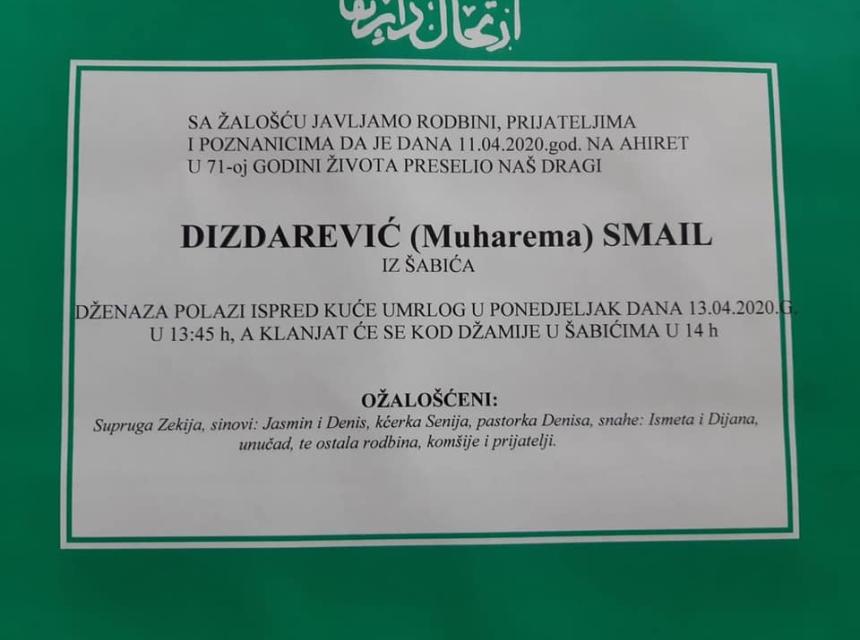 SA ŽALOŠĆU JAVLJAMO RODBINI, PRIJATELJIMA
I POZNANICIMA DA JE DANA 11.04.2020.god. NA AHIRET
U 71-oj GODINI ŽIVOTA PRESELIO NAŠ DRAGI
DIZDAREVIĆ (Muharema) SMAIL
IZ ŠABIĆA
DŽENAZA POLAZI ISPRED KUĆE UMRLOG U PONEDJELJAK DANA 13.04.2020.G.
U 13:45 h, A KLANJAT ĆE SE KOD DŽAMIJE U ŠABIĆIMA U 14 h
OŽALOŠĆENI:
Supruga Zekija, sinovi: Jasmin i Denis, kćerka Senija, pastorka Denisa, snahe: Ismeta i Dijana,
unučad, te ostala rodbina, komšije i prijatelji.